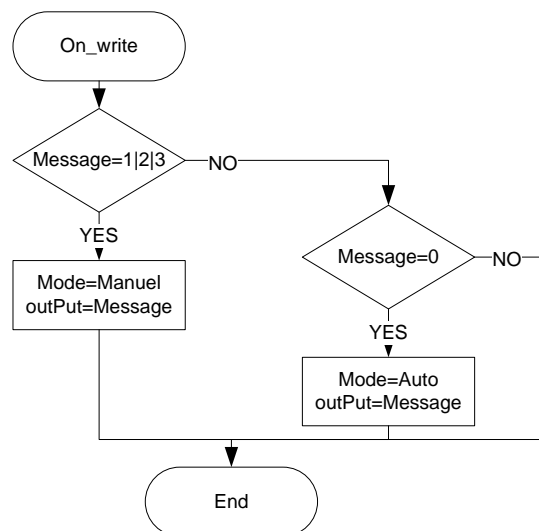 On_write
Message=1|2|3
NO
YES
Mode=Manuel
outPut=Message
Message=0
NO
YES
Mode=Auto
outPut=Message
End